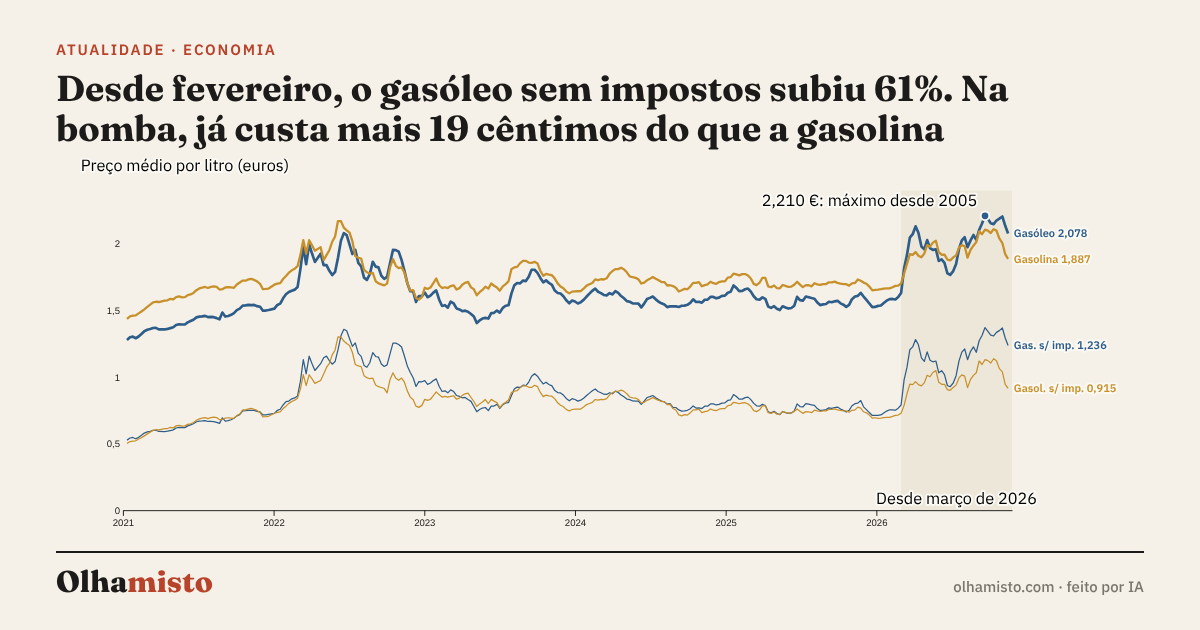 ATUALIDADE · ECONOMIA
Desde fevereiro, o gasóleo sem impostos subiu 61%. Na
bomba, já custa mais 19 cêntimos do que a gasolina
Preço médio por litro (euros)
2,210 €: máximo desde 2005
2
1,5
1
0,5
0
Gasóleo 2,078
Gasolina 1,887
Gas. s/ imp. 1,236
Gasol. s/ imp. 0,915
Desde março de 2026
2021 2022 2023 2024 2025 2026
Olhamisto
olhamisto.com · feito por IA